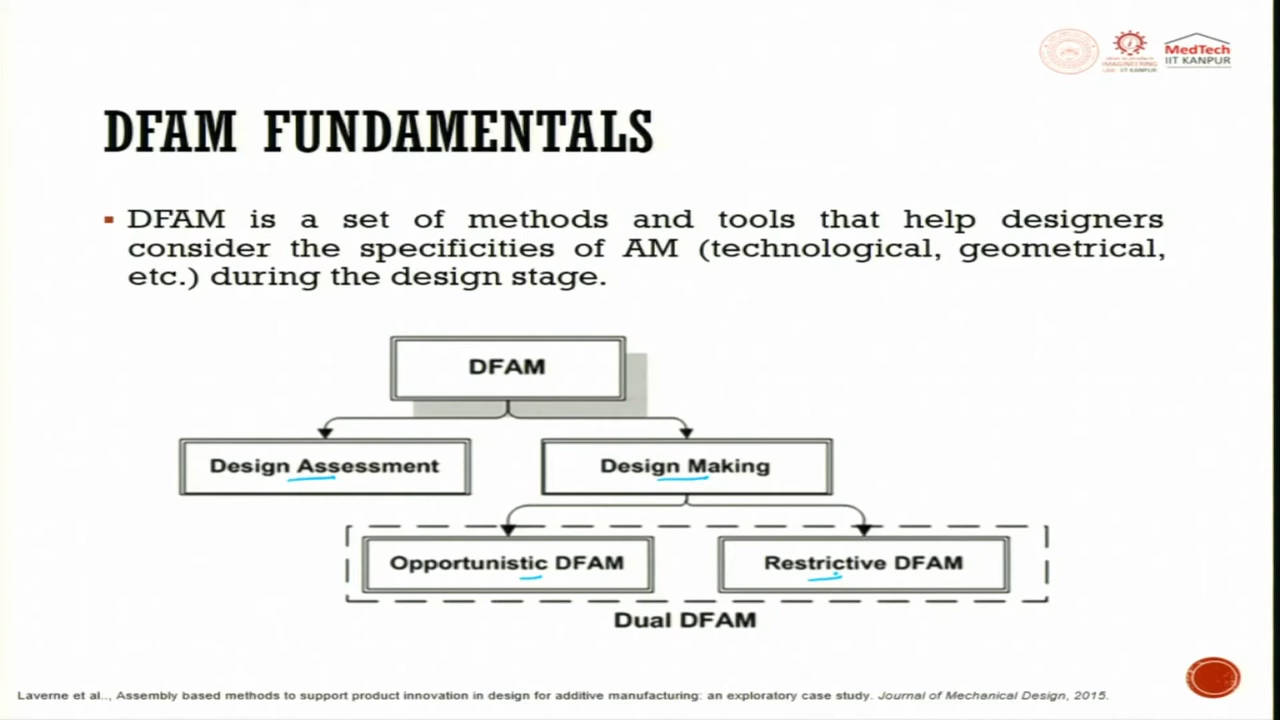 MedTech
IIT KANPUR
IMAGINEERING
DFAM FUNDAMENTALS
DFAM is a set of methods and tools that help designers
consider the specificities of AM (technological, geometrical,
etc.) during the design stage.
DFAM
Design Assessment
Design Making
Opportunistic DFAM
Restrictive DFAM
Dual DFAM
Laverne et al.., Assembly based methods to support product innovation in design for additive manufacturing: an exploratory case study. Journal of Mechanical Design, 2015.